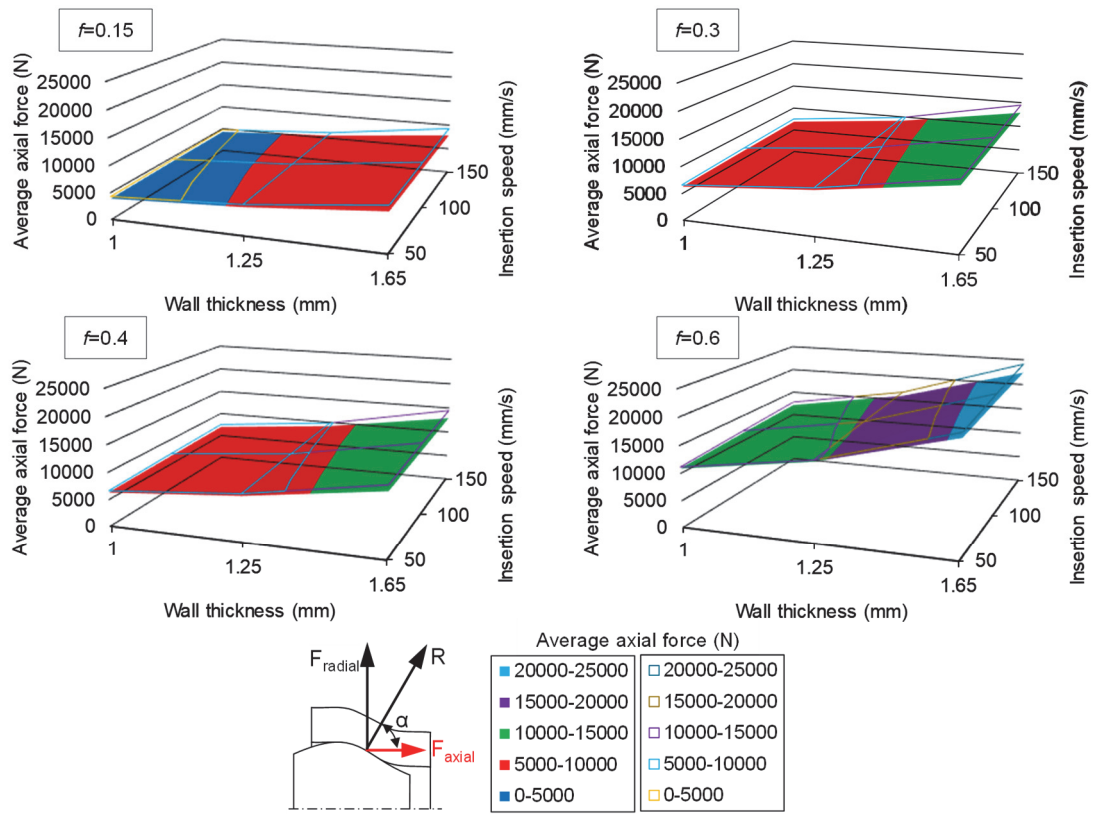 f=0.15
Average axial force (N)
25000
20000
15000
10000
5000
0
1
1.25
1.65
50
100
150
Wall thickness (mm)
Insertion speed (mm/s)
f=0.3
Average axial force (N)
25000
20000
15000
10000
5000
0
1
1.25
1.65
50
100
150
Wall thickness (mm)
Insertion speed (mm/s)
f=0.4
Average axial force (N)
25000
20000
15000
10000
5000
0
1
1.25
1.65
50
100
150
Wall thickness (mm)
Insertion speed (mm/s)
f=0.6
Average axial force (N)
25000
20000
15000
10000
5000
0
1
1.25
1.65
50
100
150
Wall thickness (mm)
Insertion speed (mm/s)
Fradial
R
α
Faxial
Average axial force (N)
20000-25000
15000-20000
10000-15000
5000-10000
0-5000
20000-25000
15000-20000
10000-15000
5000-10000
0-5000